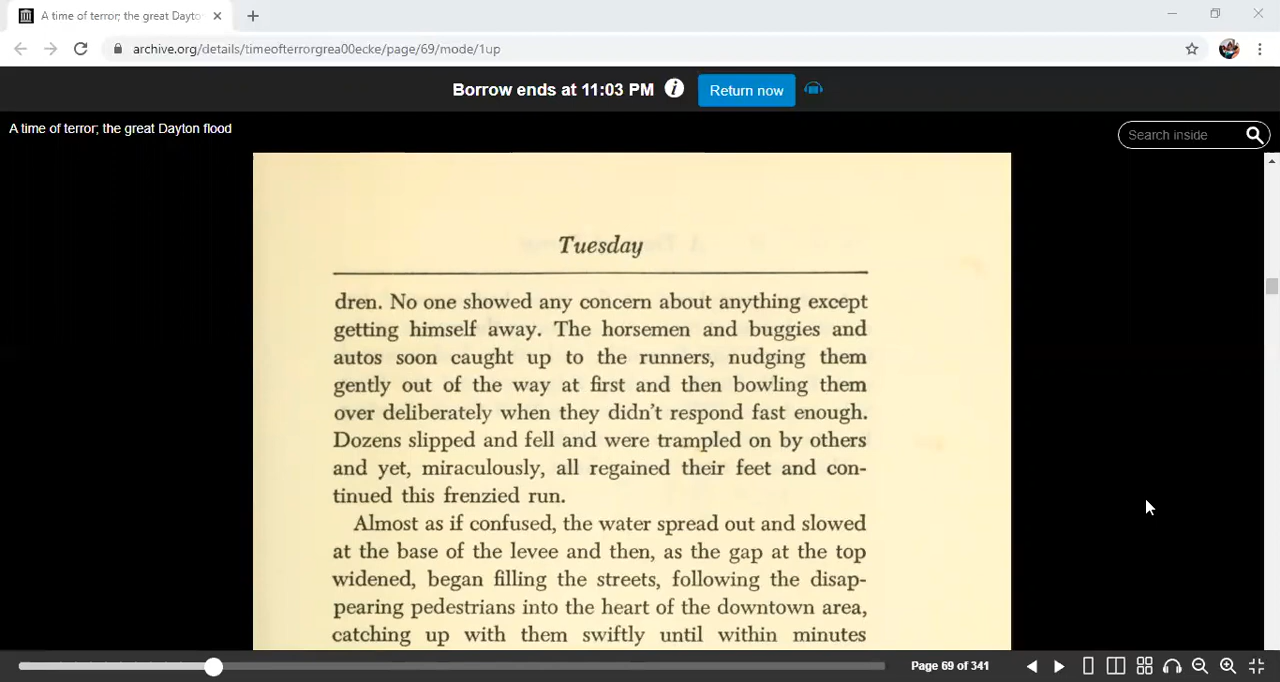 A time of terror; the great Dayto
archive.org/details/timeofterrorgrea00ecke/page/69/mode/1up
Borrow ends at 11:03 PM i Return now
A time of terror; the great Dayton flood
Search inside
Tuesday
dren. No one showed any concern about anything except
getting himself away. The horsemen and buggies and
autos soon caught up to the runners, nudging them
gently out of the way at first and then bowling them
over deliberately when they didn't respond fast enough.
Dozens slipped and fell and were trampled on by others
and yet, miraculously, all regained their feet and con-
tinued this frenzied run.
Almost as if confused, the water spread out and slowed
at the base of the levee and then, as the gap at the top
widened, began filling the streets, following the disap-
pearing pedestrians into the heart of the downtown area,
catching up with them swiftly until within minutes
Page 69 of 341